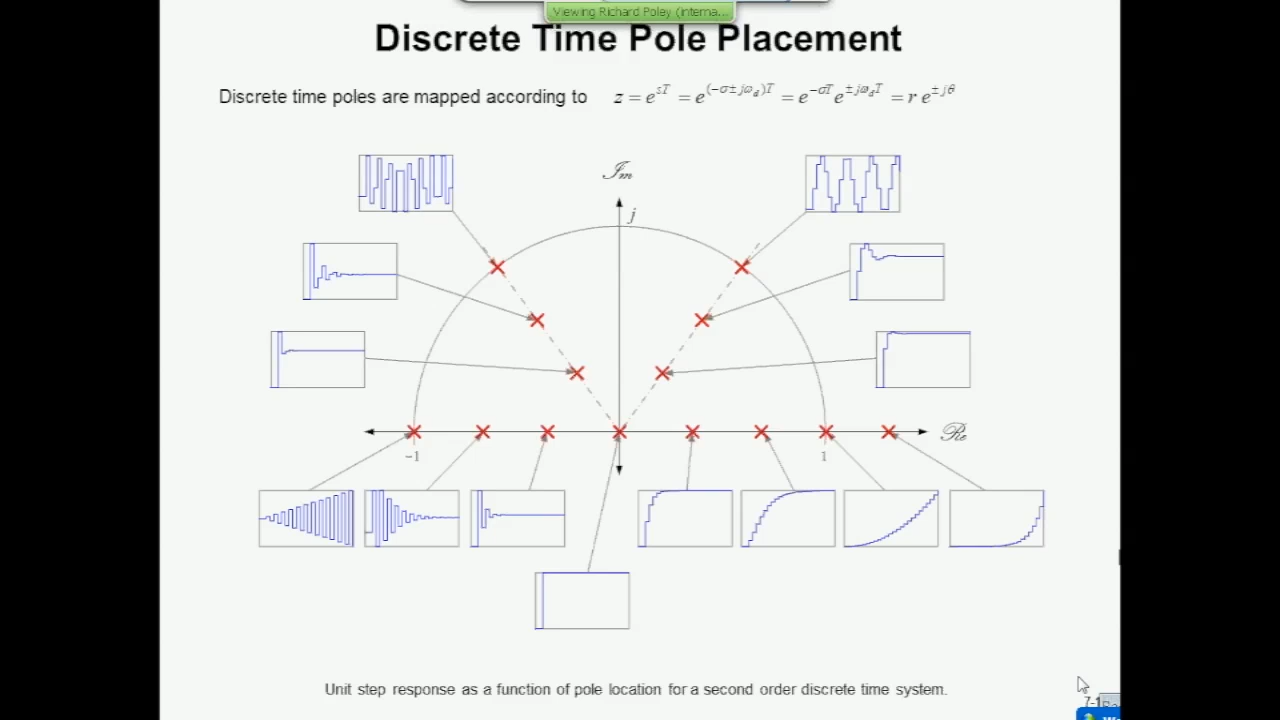 Viewing Richard Poley (Interna...
Discrete Time Pole Placement
Discrete time poles are mapped according to z = e^{sT} = e^{(-σ±jω_d)T} = e^{-σT} e^{±jω_dT} = r e^{±jθ}
ℐm
j
ℛe
−1
1
Unit step response as a function of pole location for a second order discrete time system.